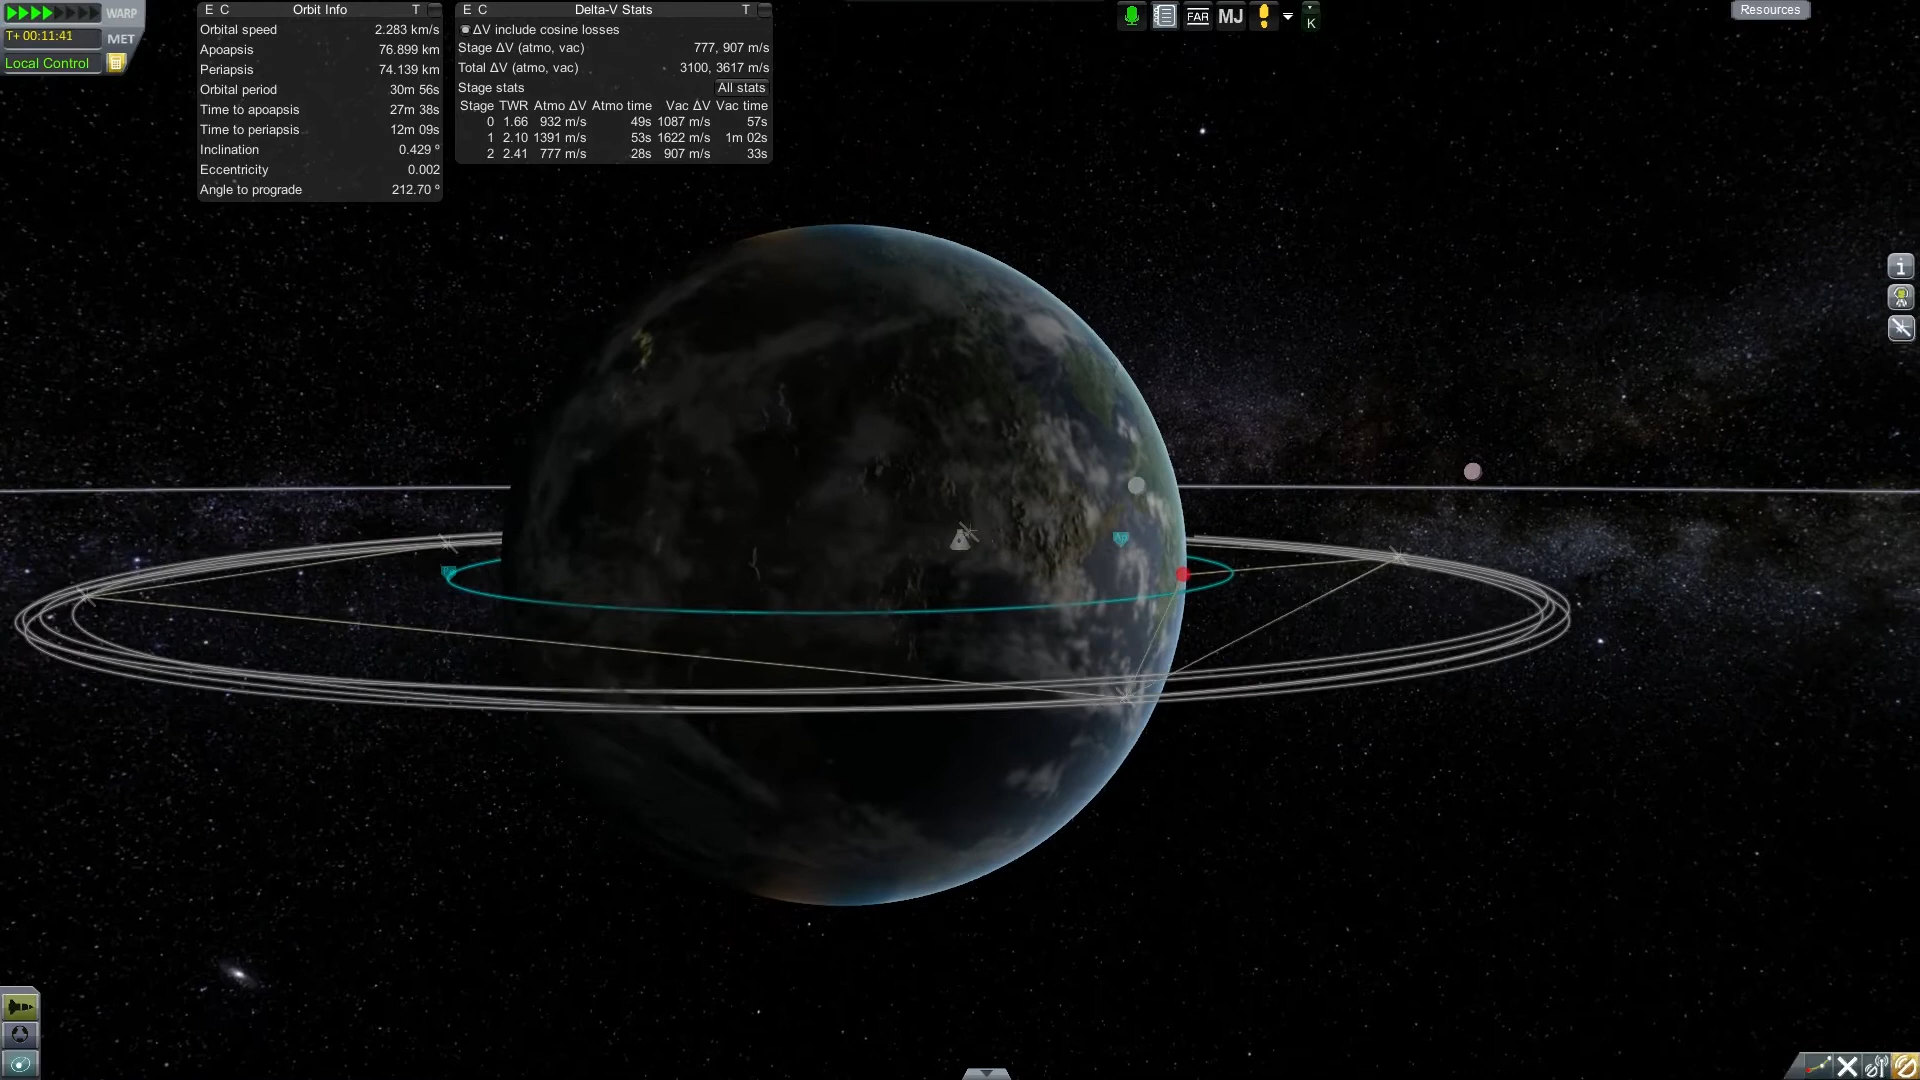 WARP
T+ 00:11:41
MET
Local Control
E C Orbit Info T
Orbital speed 2.283 km/s
Apoapsis 76.899 km
Periapsis 74.139 km
Orbital period 30m 56s
Time to apoapsis 27m 38s
Time to periapsis 12m 09s
Inclination 0.429 º
Eccentricity 0.002
Angle to prograde 212.70 º
E C Delta-V Stats T
ΔV include cosine losses
Stage ΔV (atmo, vac) 777, 907 m/s
Total ΔV (atmo, vac) 3100, 3617 m/s
Stage stats All stats
Stage TWR Atmo ΔV Atmo time Vac ΔV Vac time
0 1.66 932 m/s 49s 1087 m/s 57s
1 2.10 1391 m/s 53s 1622 m/s 1m 02s
2 2.41 777 m/s 28s 907 m/s 33s
FAR MJ K
Resources
Ap